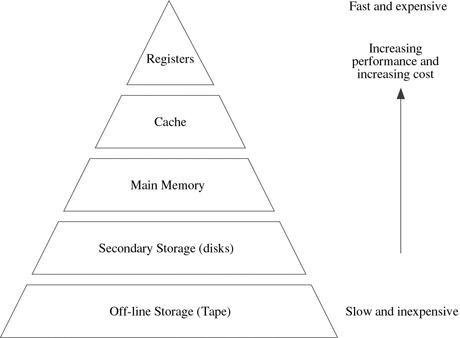 Fast and expensive
Registers
Increasing
performance and
increasing cost
Cache
Main Memory
Secondary Storage (disks)
Off-line Storage (Tape)
Slow and inexpensive